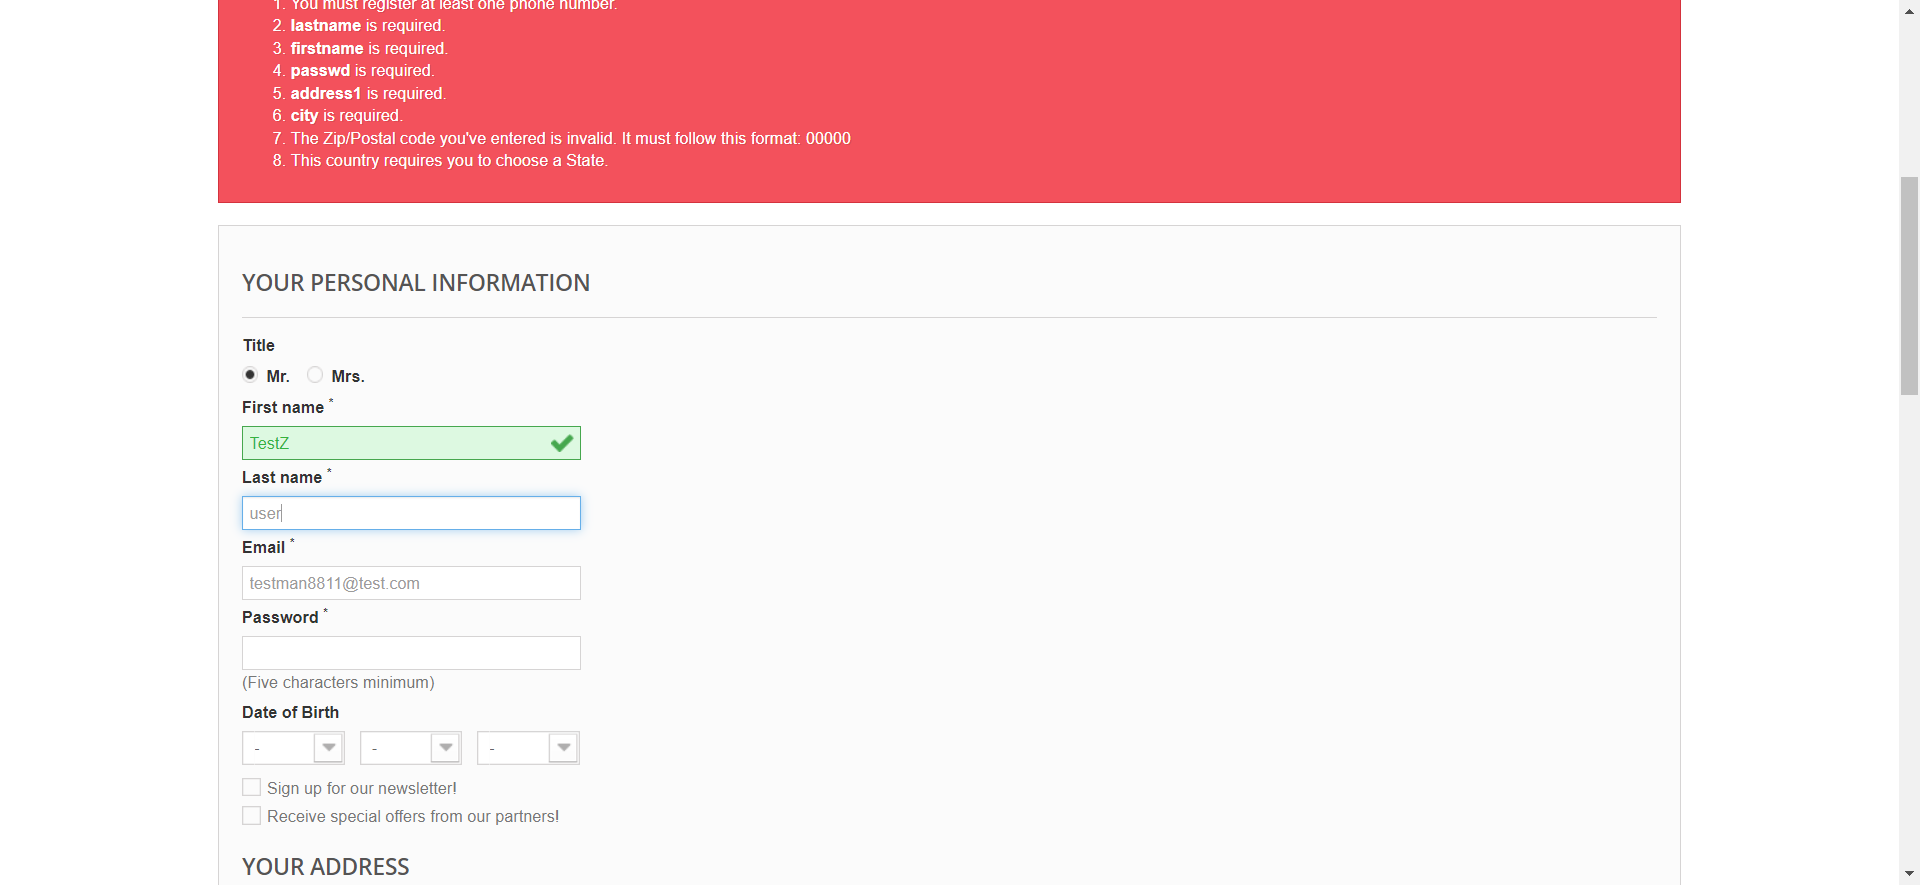 1. You must register at least one phone number.
2. lastname is required.
3. firstname is required.
4. passwd is required.
5. address1 is required.
6. city is required.
7. The Zip/Postal code you've entered is invalid. It must follow this format: 00000
8. This country requires you to choose a State.
YOUR PERSONAL INFORMATION
Title
Mr. Mrs.
First name *
TestZ
Last name *
user
Email *
testman8811@test.com
Password *
(Five characters minimum)
Date of Birth
- - -
Sign up for our newsletter!
Receive special offers from our partners!
YOUR ADDRESS